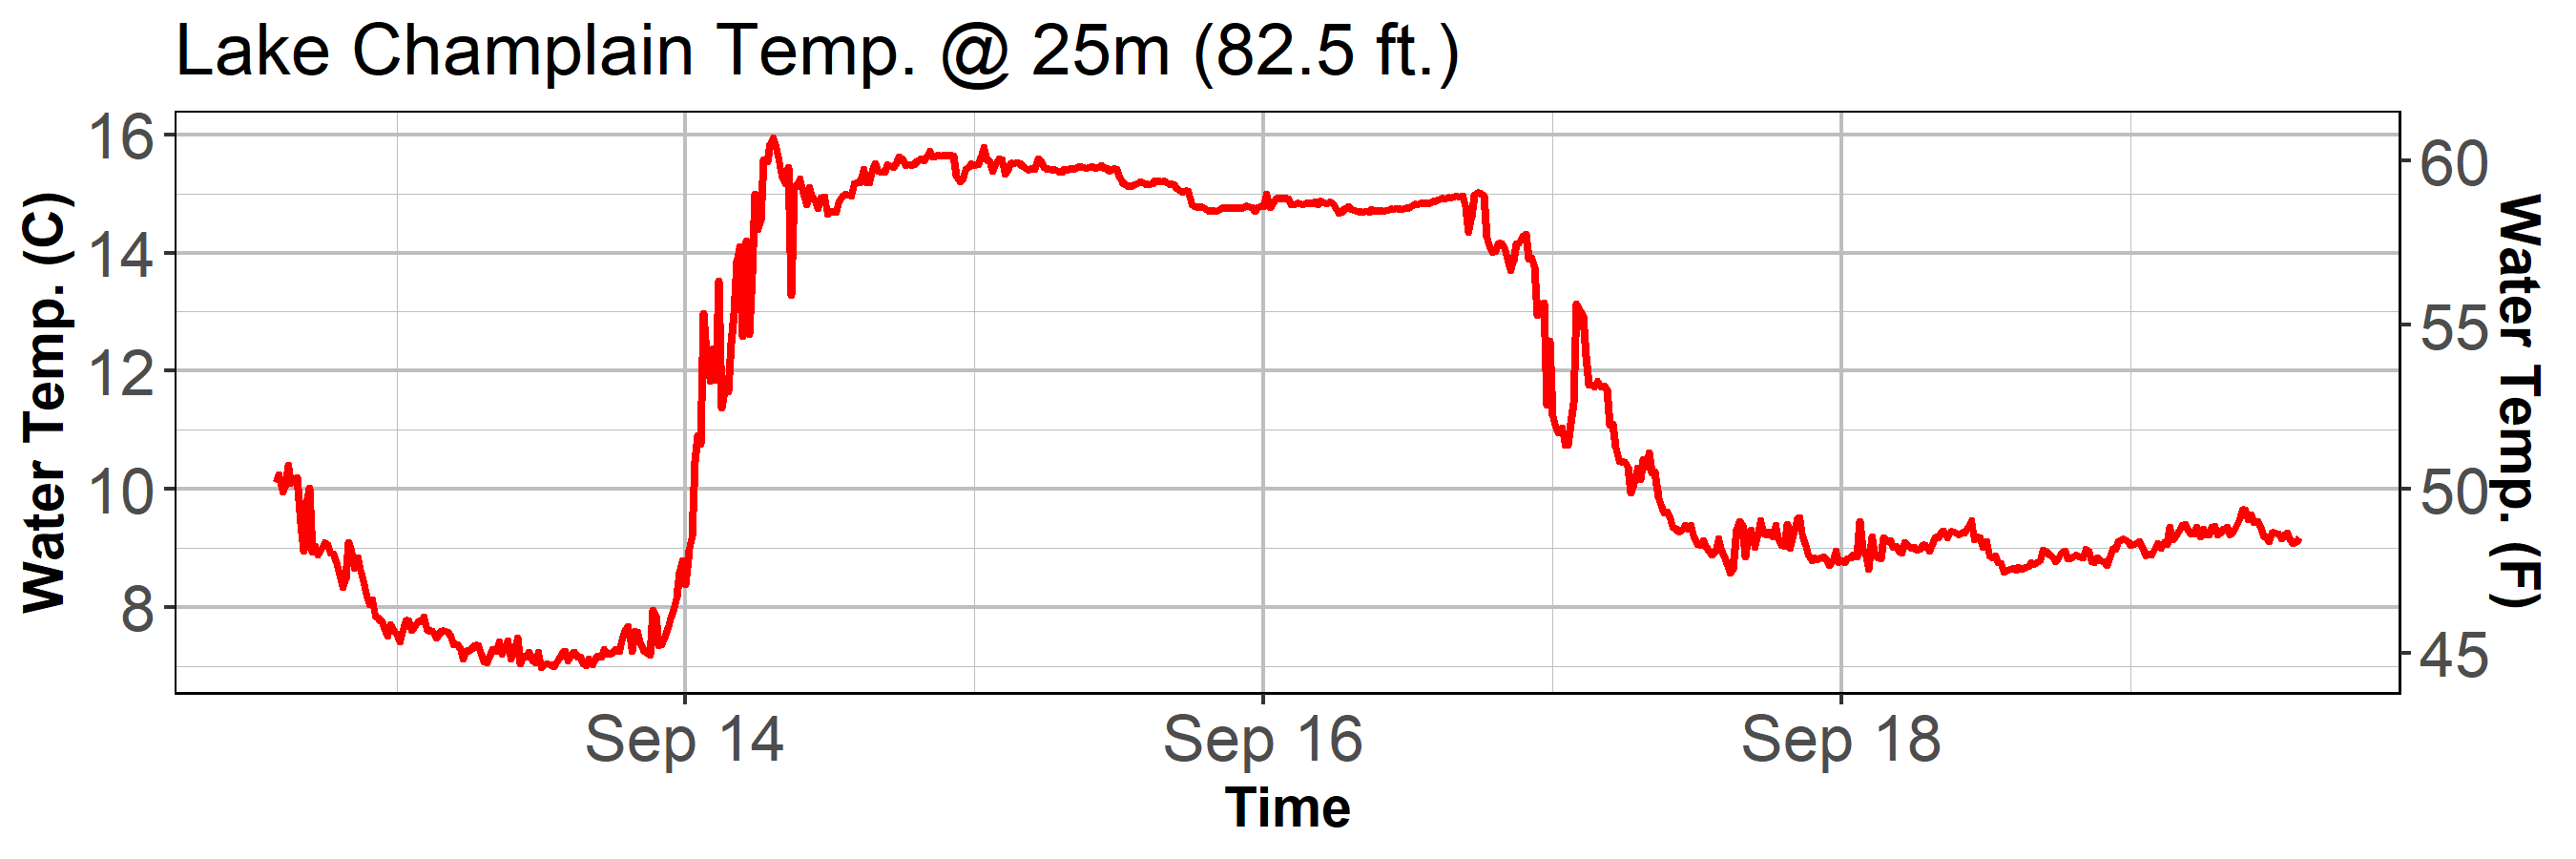 Lake Champlain Temp. @ 25m (82.5 ft.)
Water Temp. (C)
16
14
12
10
8
60
55
50
45
Water Temp. (F)
Sep 14 Sep 16 Sep 18
Time